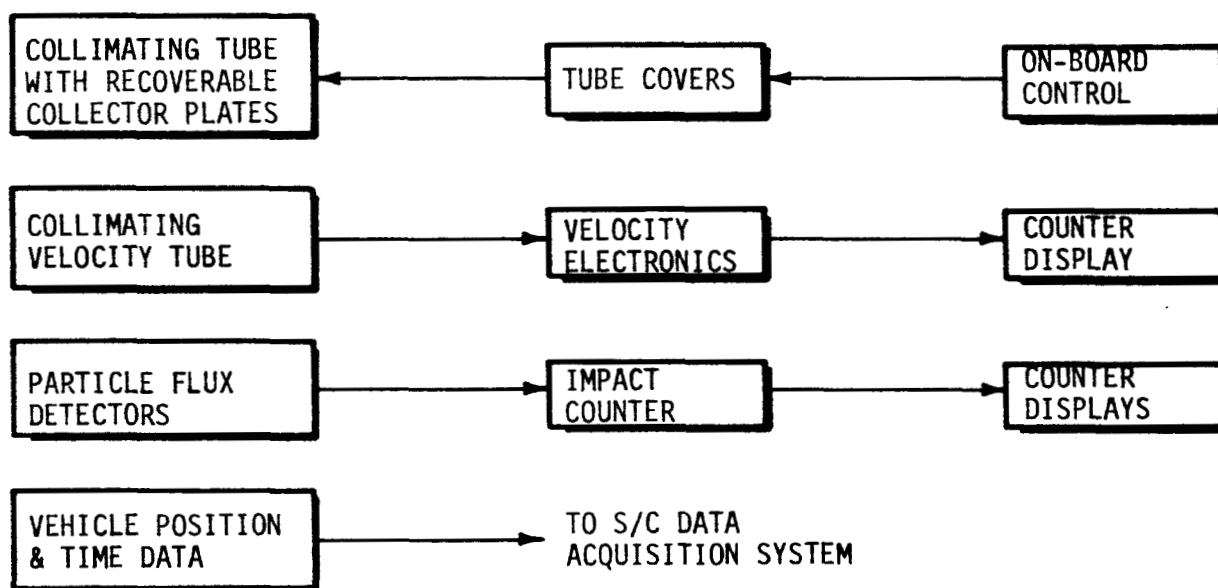 COLLIMATING TUBE
WITH RECOVERABLE
COLLECTOR PLATES
TUBE COVERS
ON-BOARD
CONTROL
COLLIMATING
VELOCITY TUBE
VELOCITY
ELECTRONICS
COUNTER
DISPLAY
PARTICLE FLUX
DETECTORS
IMPACT
COUNTER
COUNTER
DISPLAYS
VEHICLE POSITION
& TIME DATA
TO S/C DATA
ACQUISITION SYSTEM